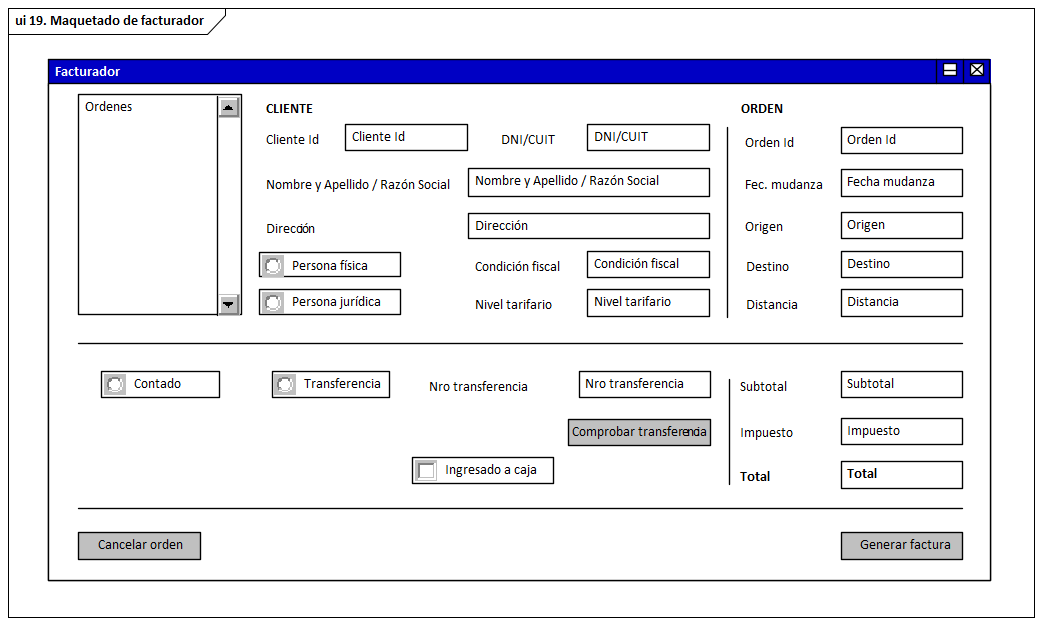 ui 19. Maquetado de facturador
Facturador
Ordenes
CLIENTE
ORDEN
Cliente Id
Cliente Id
DNI/CUIT
DNI/CUIT
Orden Id
Orden Id
Nombre y Apellido / Razón Social
Nombre y Apellido / Razón Social
Fec. mudanza
Fecha mudanza
Dirección
Dirección
Origen
Origen
Persona física
Condición fiscal
Condición fiscal
Destino
Destino
Persona jurídica
Nivel tarifario
Nivel tarifario
Distancia
Distancia
Contado
Transferencia
Nro transferencia
Nro transferencia
Subtotal
Subtotal
Comprobar transferencia
Impuesto
Impuesto
Ingresado a caja
Total
Total
Cancelar orden
Generar factura